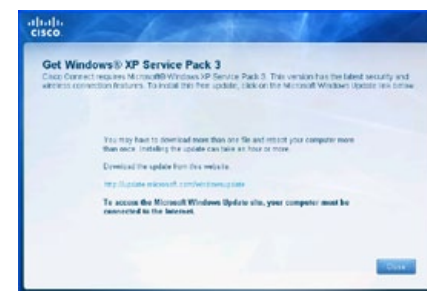 cisco
Get Windows® XP Service Pack 3
Cisco Connect requires Microsoft® Windows XP Service Pack 3. This version has the latest security and
wireless connection features. To install this free update, click on the Microsoft Windows Update link below.
You may have to download more than one file and reboot your computer more
than once. Installing the update can take an hour or more.
Download the update from this website:
http://update.microsoft.com/windowsupdate
To access the Microsoft Windows Update site, your computer must be
connected to the Internet.
Close